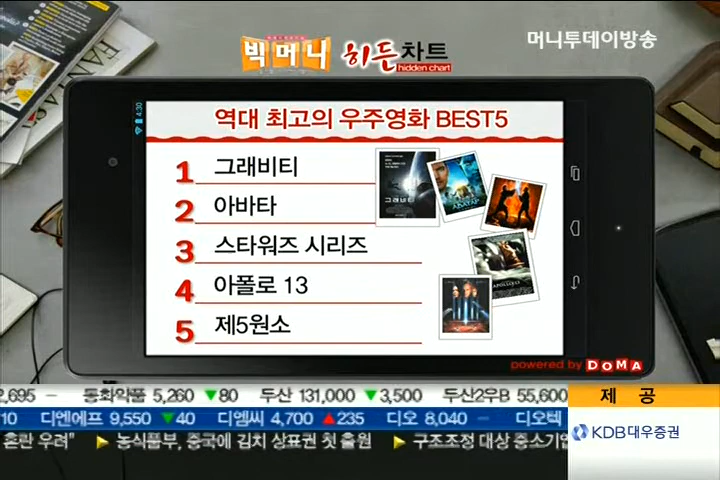 빅머니 히든차트
hidden chart
머니투데이방송
4:30
역대 최고의 우주영화 BEST5
1 그래비티
2 아바타
3 스타워즈 시리즈
4 아폴로 13
5 제5원소
그래비티
powered by DOMA
2,695 – 동화약품 5,260 ▼80 두산 131,000 ▼3,500 두산2우B 55,600
10 디엔에프 9,550 ▼40 디엠씨 4,700 ▲235 디오 8,040 – 디오텍
혼란 우려" ▶ 농식품부, 중국에 김치 상표권 첫 출원 ▶ 구조조정 대상 중소기업
제 공
KDB대우증권